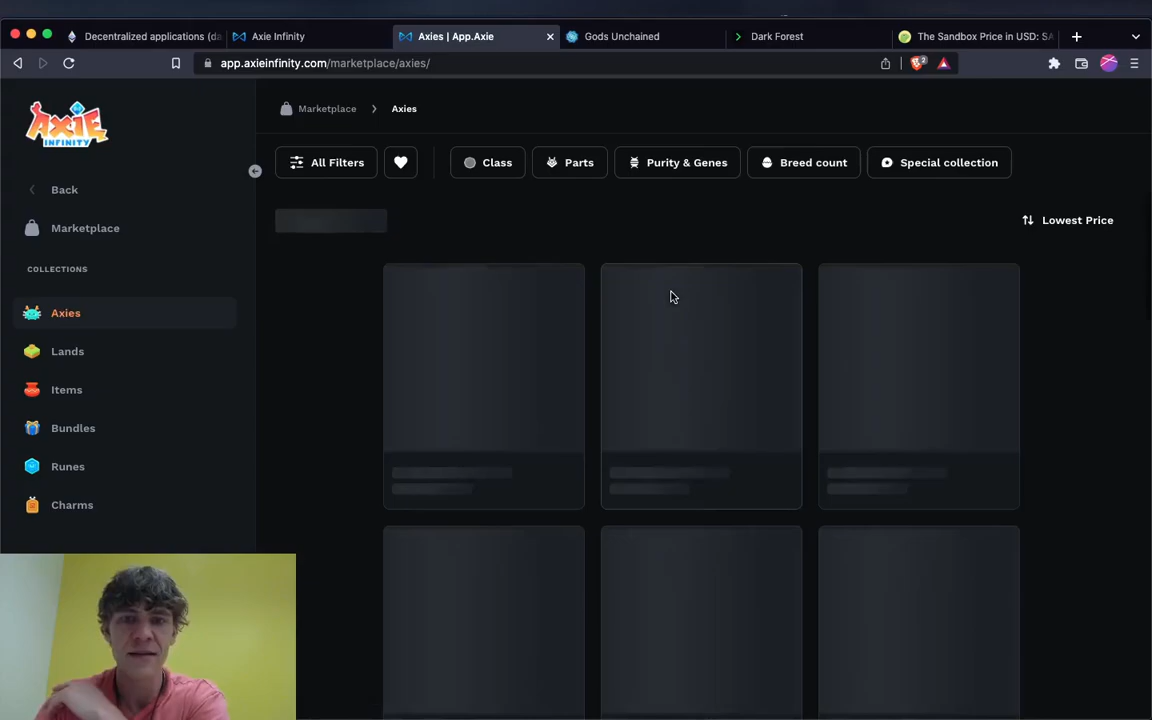 Decentralized applications (da
Axie Infinity
Axies | App.Axie
Gods Unchained
Dark Forest
The Sandbox Price in USD: SA
app.axieinfinity.com/marketplace/axies/
2
AXIE
INFINITY
Marketplace
Axies
All Filters
Class
Parts
Purity & Genes
Breed count
Special collection
Back
Marketplace
Lowest Price
COLLECTIONS
Axies
Lands
Items
Bundles
Runes
Charms